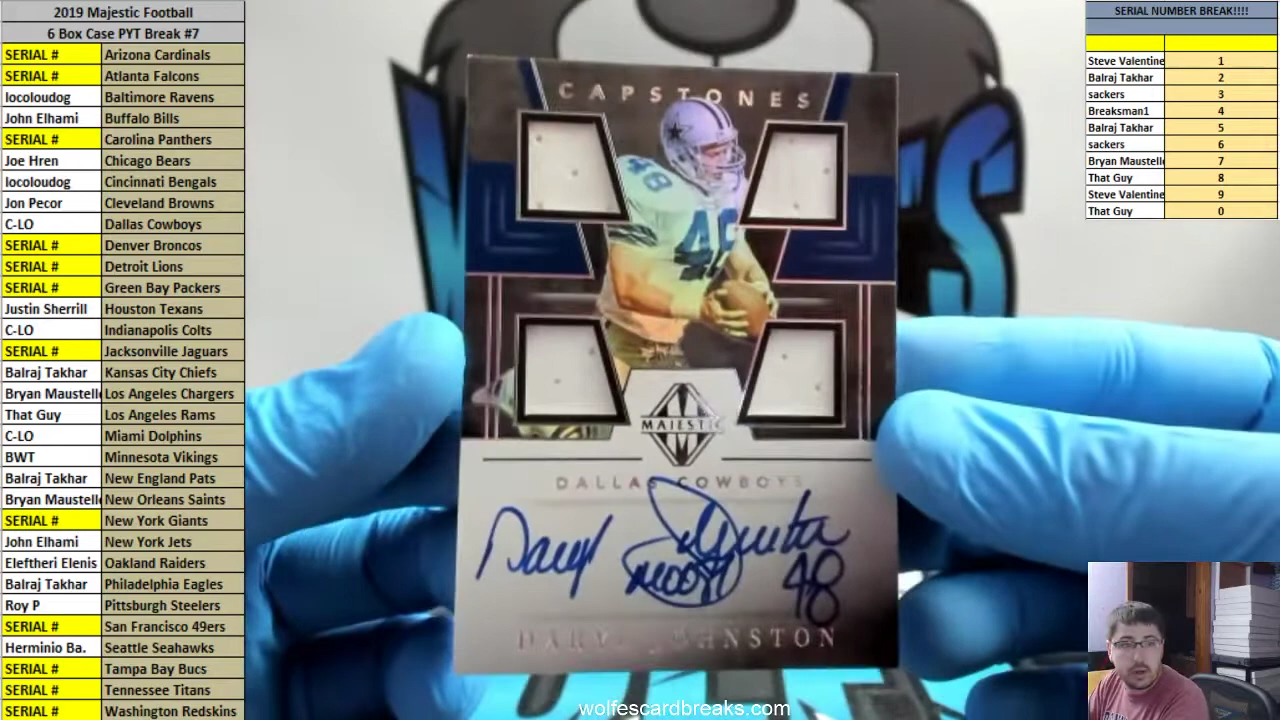 2019 Majestic Football
6 Box Case PYT Break #7
SERIAL # Arizona Cardinals
SERIAL # Atlanta Falcons
locoloudog Baltimore Ravens
John Elhami Buffalo Bills
SERIAL # Carolina Panthers
Joe Hren Chicago Bears
locoloudog Cincinnati Bengals
Jon Pecor Cleveland Browns
C-LO Dallas Cowboys
SERIAL # Denver Broncos
SERIAL # Detroit Lions
SERIAL # Green Bay Packers
Justin Sherrill Houston Texans
C-LO Indianapolis Colts
SERIAL # Jacksonville Jaguars
Balraj Takhar Kansas City Chiefs
Bryan Maustelle Los Angeles Chargers
That Guy Los Angeles Rams
C-LO Miami Dolphins
BWT Minnesota Vikings
Balraj Takhar New England Pats
Bryan Maustelle New Orleans Saints
SERIAL # New York Giants
John Elhami New York Jets
Eleftheri Elenis Oakland Raiders
Balraj Takhar Philadelphia Eagles
Roy P Pittsburgh Steelers
SERIAL # San Francisco 49ers
Herminio Ba. Seattle Seahawks
SERIAL # Tampa Bay Bucs
SERIAL # Tennessee Titans
SERIAL # Washington Redskins
CAPSTONES
48
48
MAJESTIC
DALLAS COWBOYS
Daryl Johnston
Moose 48
DARYL JOHNSTON
wolfescardbreaks.com
SERIAL NUMBER BREAK!!!!
Steve Valentine 1
Balraj Takhar 2
sackers 3
Breaksman1 4
Balraj Takhar 5
sackers 6
Bryan Maustelle 7
That Guy 8
Steve Valentine 9
That Guy 0